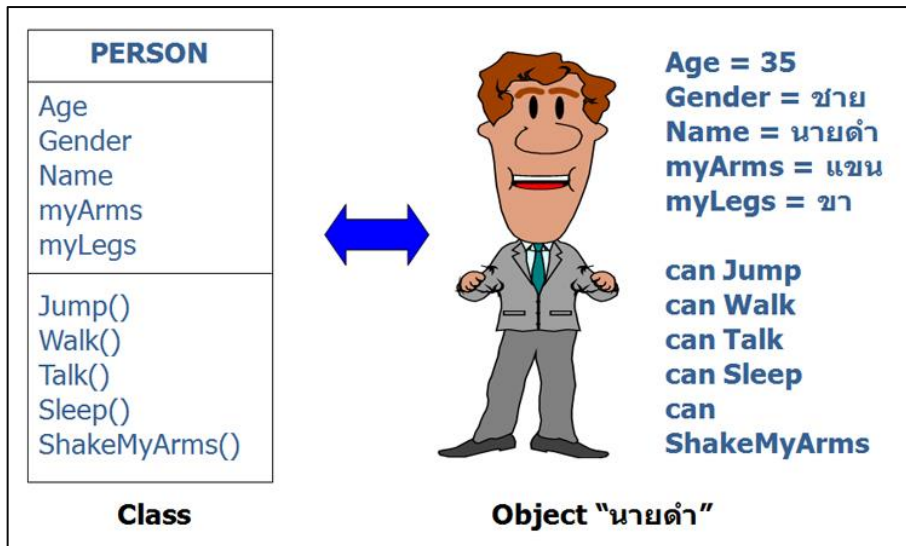 PERSON
Age
Gender
Name
myArms
myLegs
Jump()
Walk()
Talk()
Sleep()
ShakeMyArms()
Class
Age = 35
Gender = ชาย
Name = นายดำ
myArms = แขน
myLegs = ขา
can Jump
can Walk
can Talk
can Sleep
can
ShakeMyArms
Object “นายดำ”